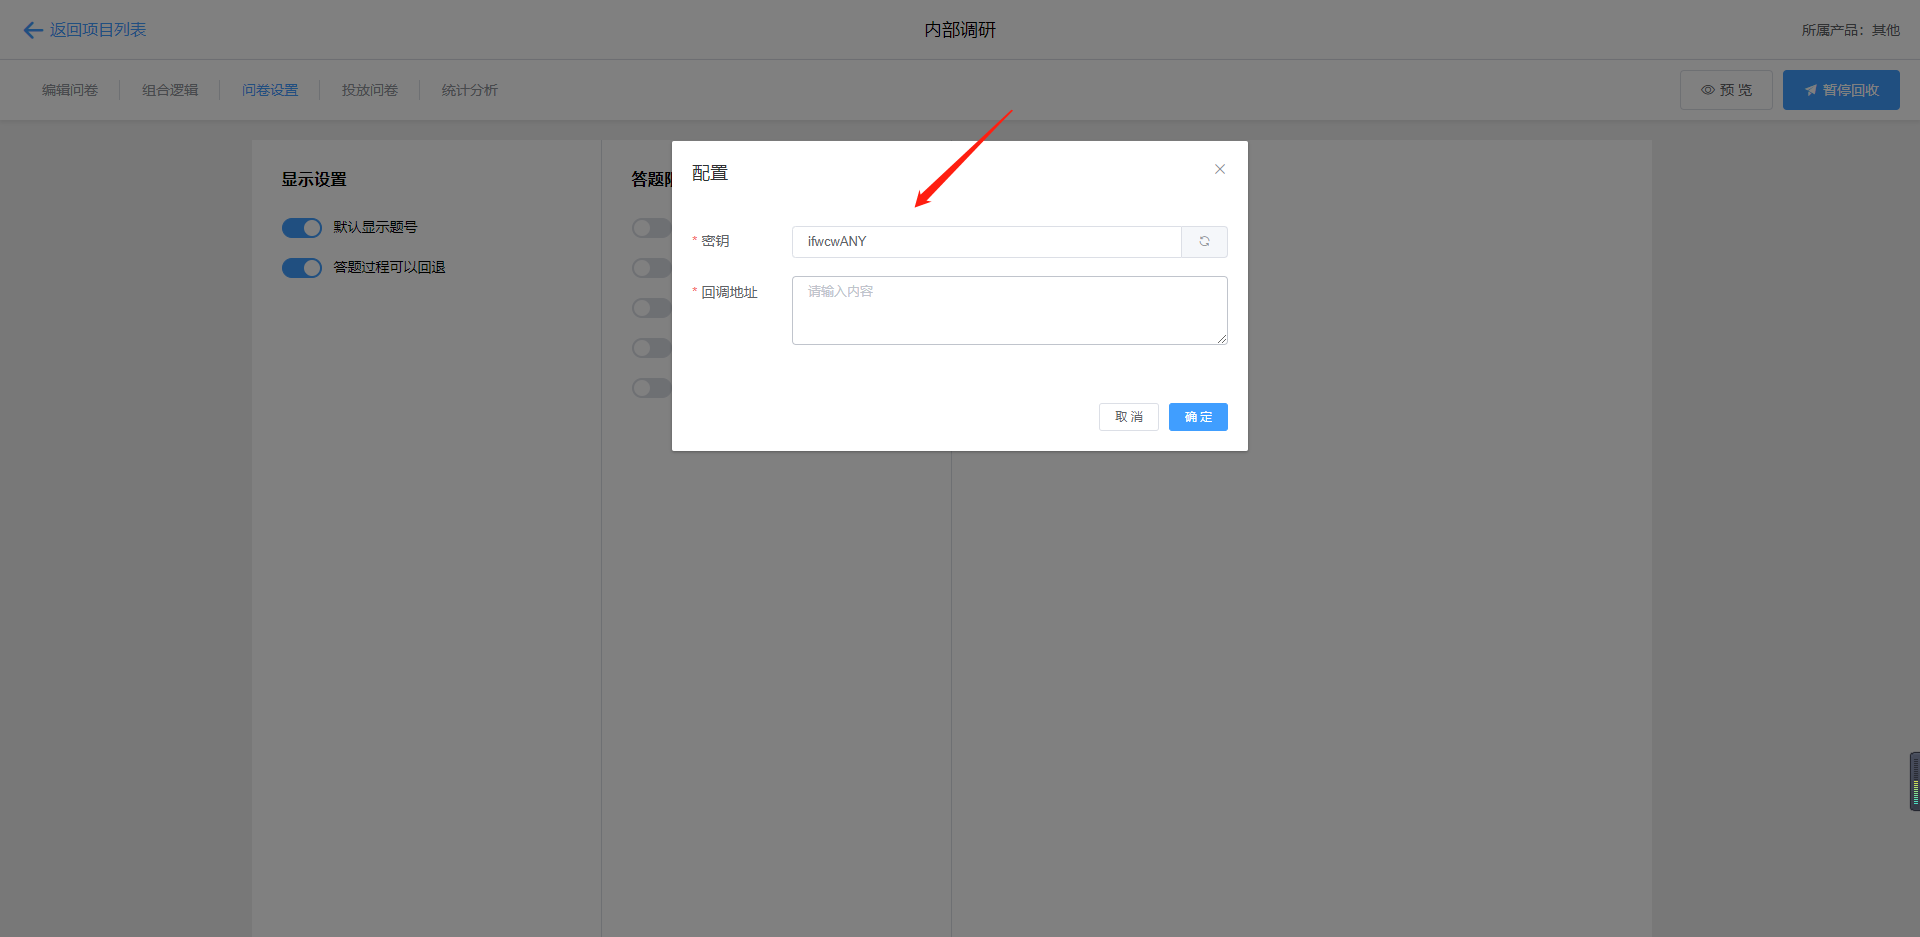 返回项目列表
内部调研
所属产品：其他
编辑问卷
组合逻辑
问卷设置
投放问卷
统计分析
预 览
暂停回收
显示设置
默认显示题号
答题过程可以回退
答题
配置
* 密钥
ifwcwANY
* 回调地址
请输入内容
取 消
确 定